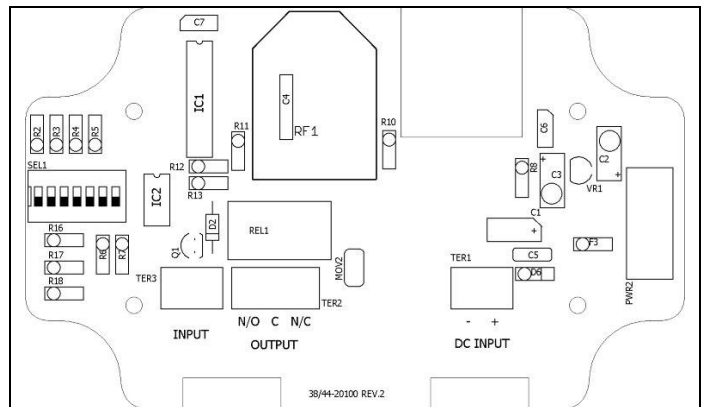 C7
IC1
C4
RF1
R11
R10
R2
R3
R4
R5
SEL1
R12
R13
IC2
C6
C2
C3
R8
VR1
C1
R16
R17
R18
R6
R7
Q1
D2
REL1
MOV2
C5
F3
D6
PWR2
TER3
TER2
TER1
N/O C N/C
- +
INPUT
OUTPUT
DC INPUT
38/44-20100 REV.2